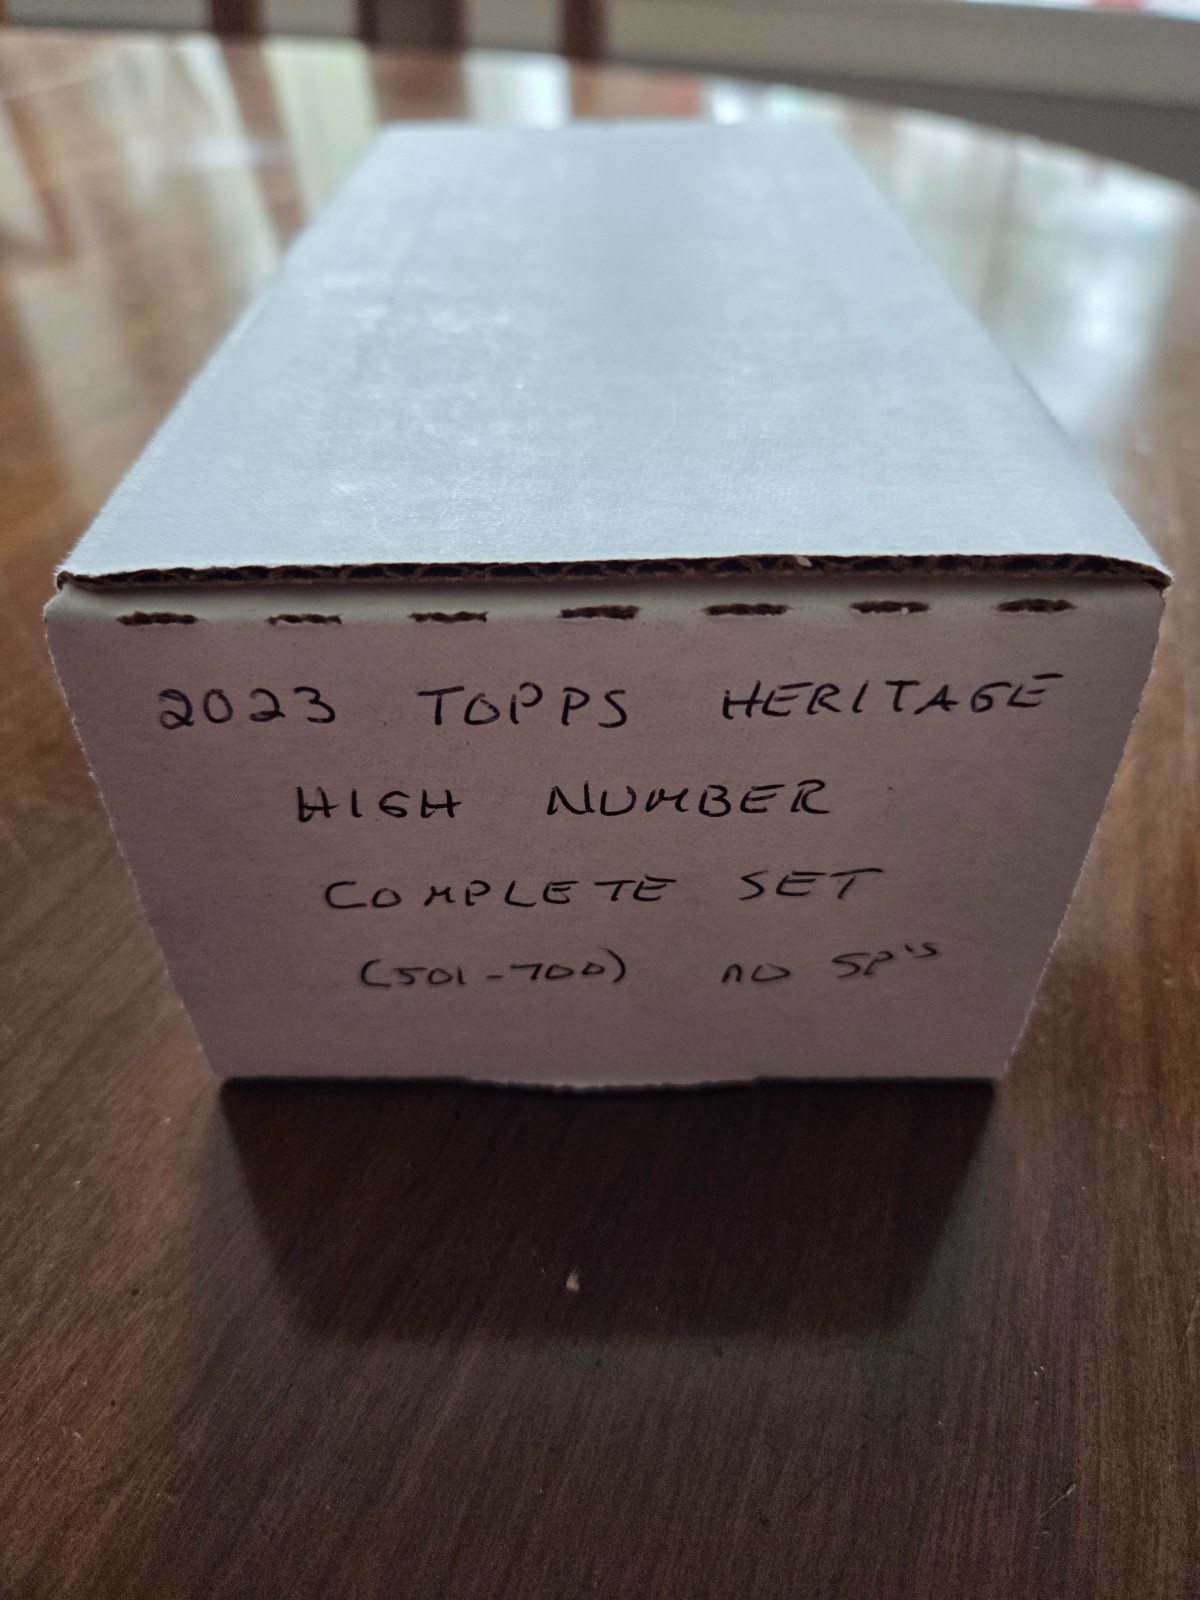 2023 TOPPS HERITAGE
HIGH NUMBER
COMPLETE SET
(501-700) no SP's